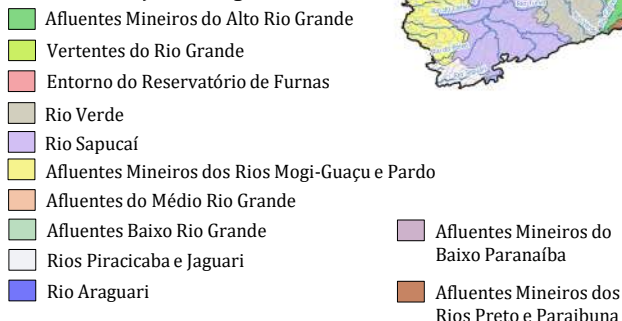 Afluentes Mineiros do Alto Rio Grande
Vertentes do Rio Grande
Entorno do Reservatório de Furnas
Rio Verde
Rio Sapucaí
Afluentes Mineiros dos Rios Mogi-Guaçu e Pardo
Afluentes do Médio Rio Grande
Afluentes Baixo Rio Grande
Rios Piracicaba e Jaguari
Rio Araguari
Afluentes Mineiros do
Baixo Paranaíba
Afluentes Mineiros dos
Rios Preto e Paraibuna